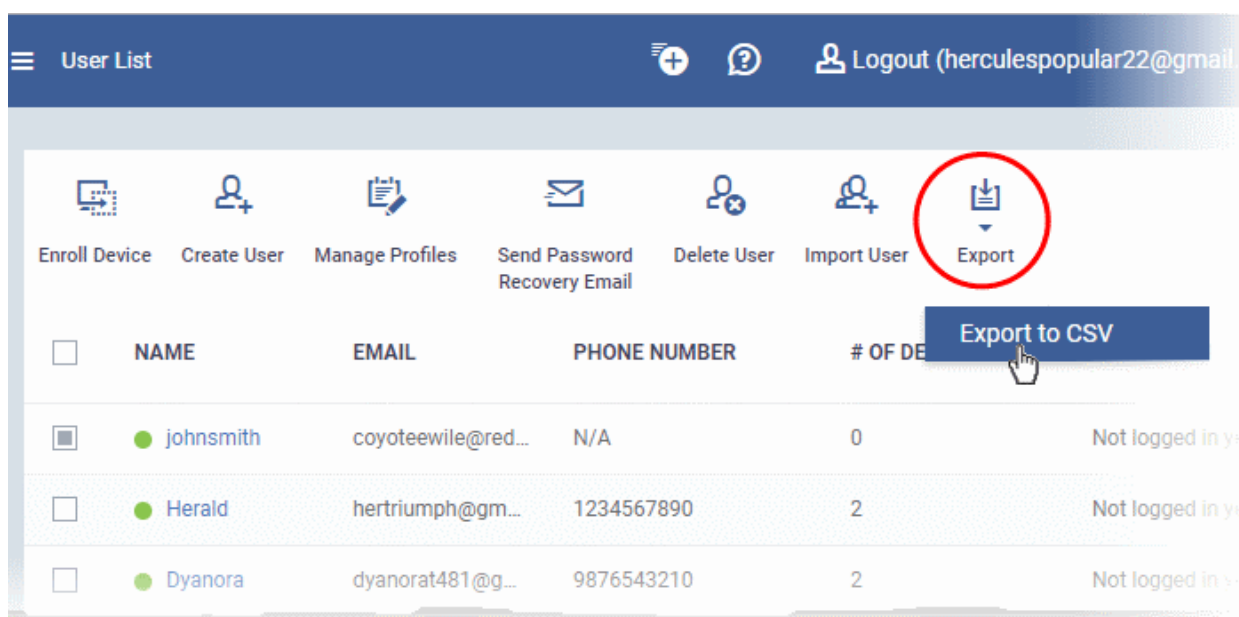 User List
Logout (herculespopular22@gmail.
Enroll Device Create User Manage Profiles Send Password Recovery Email Delete User Import User Export
Export to CSV
NAME EMAIL PHONE NUMBER # OF DE
johnsmith coyoteewile@red... N/A 0 Not logged in y
Herald hertriumph@gm... 1234567890 2 Not logged in y
Dyanora dyanorat481@g... 9876543210 2 Not logged in